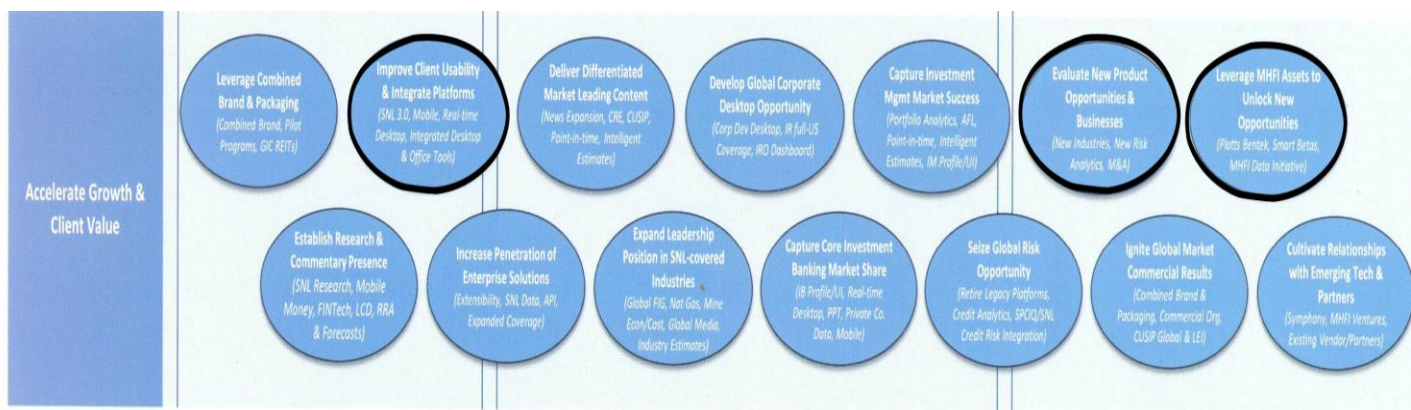 Accelerate Growth &
Client Value
Leverage Combined
Brand & Packaging
(Combined Brand, Pilot
Programs, GIC REITs)
Improve Client Usability
& Integrate Platforms
(SNL 3.0, Mobile, Real-time
Desktop, Integrated Desktop
& Office Tools)
Deliver Differentiated
Market Leading Content
(News Expansion, CRE, CUSIP,
Point-in-time, Intelligent
Estimates)
Develop Global Corporate
Desktop Opportunity
(Corp Dev Desktop, IR full-US
Coverage, IRO Dashboard)
Capture Investment
Mgmt Market Success
(Portfolio Analytics, AFL,
Point-in-time, Intelligent
Estimates, IM Profile/UI)
Evaluate New Product
Opportunities &
Businesses
(New Industries, New Risk
Analytics, M&A)
Leverage MHFI Assets to
Unlock New
Opportunities
(Platts Bentek, Smart Betas,
MHFI Data Initiative)
Establish Research &
Commentary Presence
(SNL Research, Mobile
Money, FINTech, LCD, RRA
& Forecasts)
Increase Penetration of
Enterprise Solutions
(Extensibility, SNL Data, API,
Expanded Coverage)
Expand Leadership
Position in SNL-covered
Industries
(Global FIG, Nat Gas, Mine
Econ/Cost, Global Media,
Industry Estimates)
Capture Core Investment
Banking Market Share
(IB Profile/UI, Real-time
Desktop, PPT, Private Co.
Data, Mobile)
Seize Global Risk
Opportunity
(Retire Legacy Platforms,
Credit Analytics, SPCIQ/SNL
Credit Risk Integration)
Ignite Global Market
Commercial Results
(Combined Brand &
Packaging, Commercial Org,
CUSIP Global & LEI)
Cultivate Relationships
with Emerging Tech &
Partners
(Symphony, MHFI Ventures,
Existing Vendor/Partners)